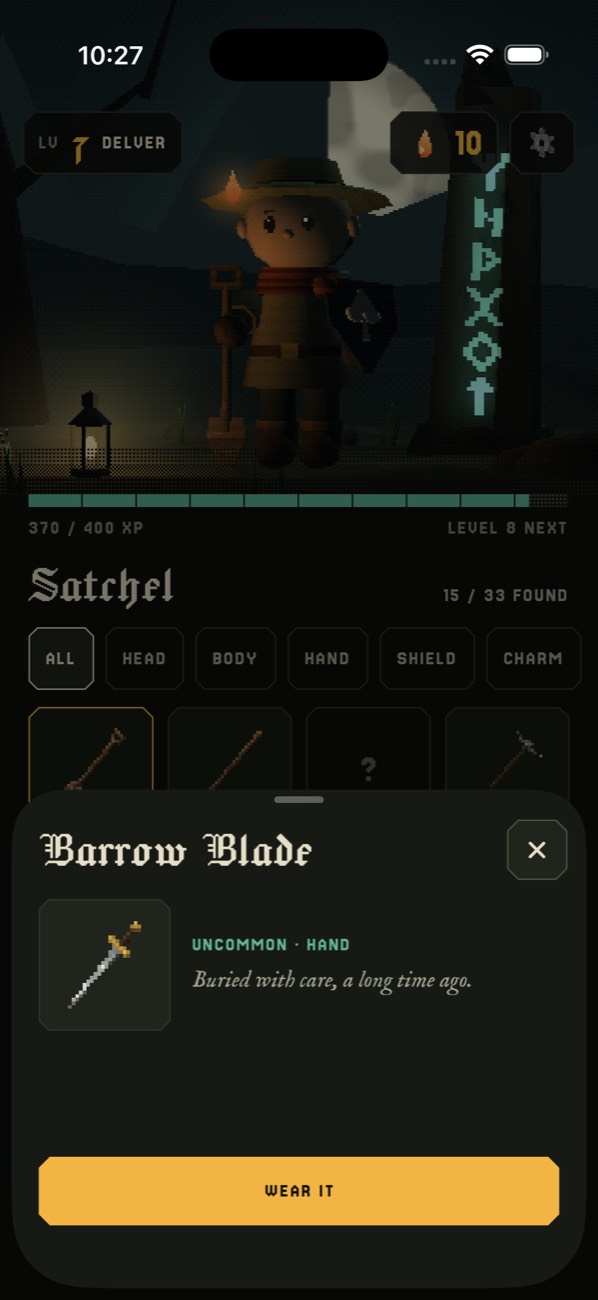 10:27
LV 7 DELVER
10
ᚺ
ᚦ
ᚷ
ᛟ
ᛏ
370 / 400 XP
LEVEL 8 NEXT
Satchel
15 / 33 FOUND
ALL
HEAD
BODY
HAND
SHIELD
CHARM
?
Barrow Blade
UNCOMMON · HAND
Buried with care, a long time ago.
WEAR IT